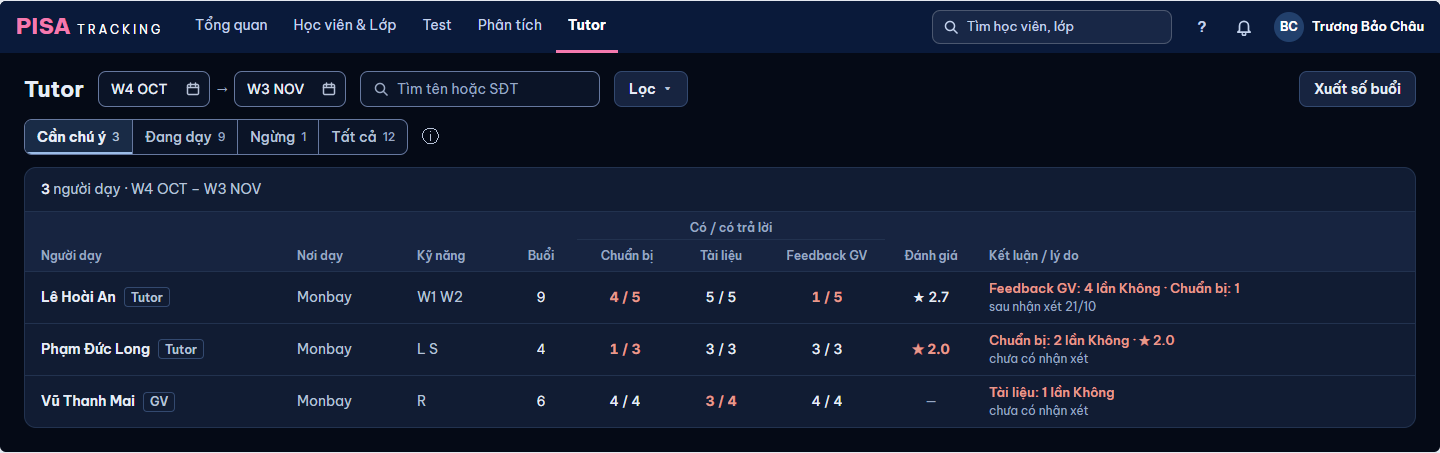 PISA TRACKING Tổng quan Học viên & Lớp Test Phân tích Tutor Tìm học viên, lớp ? BC Trương Bảo Châu
Tutor W4 OCT → W3 NOV Tìm tên hoặc SĐT Lọc Xuất số buổi
Cần chú ý 3 Đang dạy 9 Ngừng 1 Tất cả 12
3 người dạy · W4 OCT – W3 NOV
Có / có trả lời
Người dạy Nơi dạy Kỹ năng Buổi Chuẩn bị Tài liệu Feedback GV Đánh giá Kết luận / lý do
Lê Hoài An Tutor Monbay W1 W2 9 4 / 5 5 / 5 1 / 5 ★ 2.7 Feedback GV: 4 lần Không · Chuẩn bị: 1
sau nhận xét 21/10
Phạm Đức Long Tutor Monbay L S 4 1 / 3 3 / 3 3 / 3 ★ 2.0 Chuẩn bị: 2 lần Không · ★ 2.0
chưa có nhận xét
Vũ Thanh Mai GV Monbay R 6 4 / 4 3 / 4 4 / 4 — Tài liệu: 1 lần Không
chưa có nhận xét